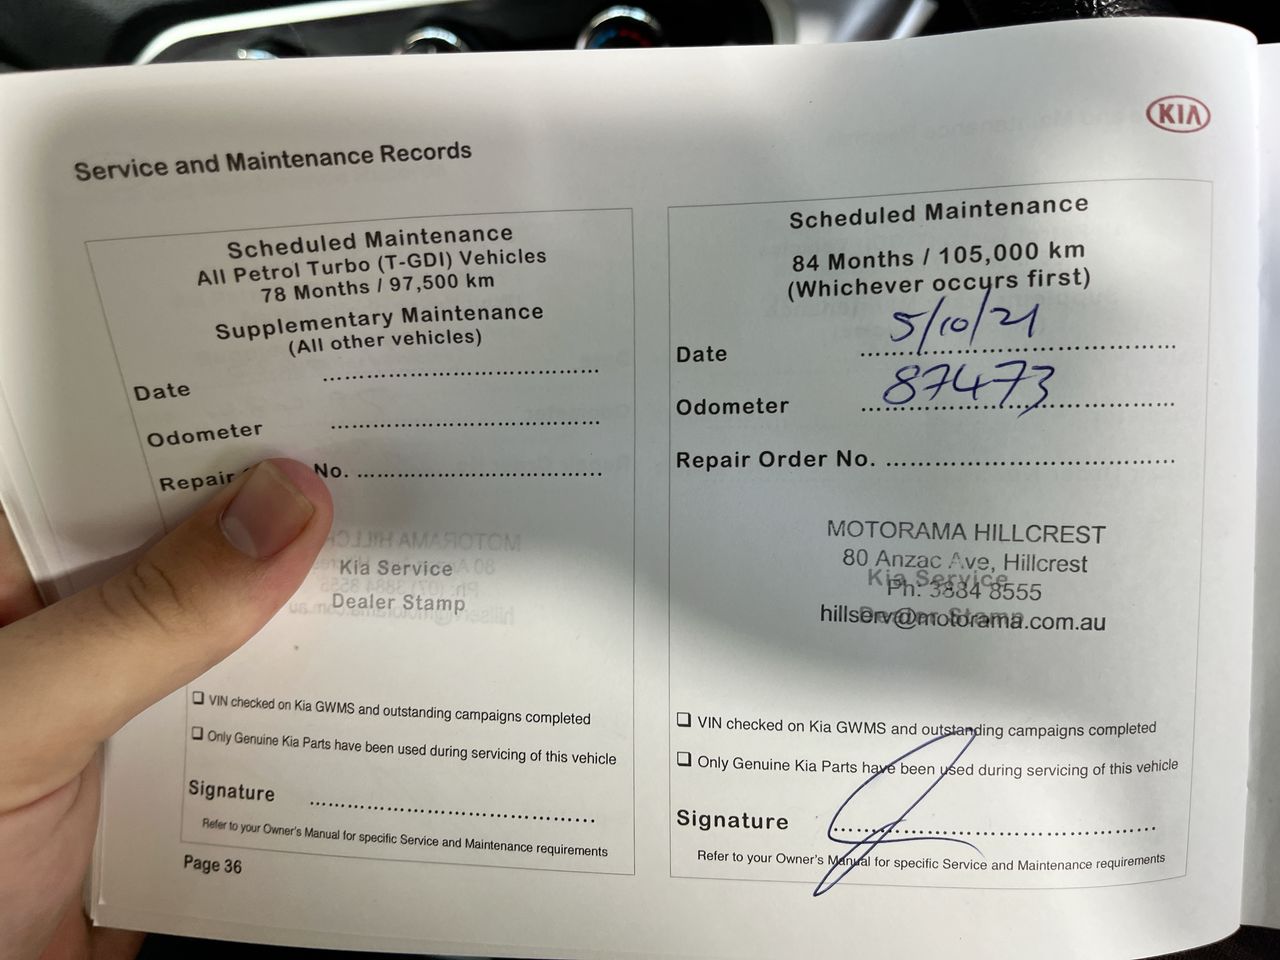 KIA
Service and Maintenance Records
Scheduled Maintenance
All Petrol Turbo (T-GDI) Vehicles
78 Months / 97,500 km
Supplementary Maintenance
(All other vehicles)
Date
Odometer
Repair No.
Kia Service
Dealer Stamp
❑ VIN checked on Kia GWMS and outstanding campaigns completed
❑ Only Genuine Kia Parts have been used during servicing of this vehicle
Signature
Refer to your Owner's Manual for specific Service and Maintenance requirements
Page 36
Scheduled Maintenance
84 Months / 105,000 km
(Whichever occurs first)
Date 5/10/21
Odometer 87473
Repair Order No.
MOTORAMA HILLCREST
80 Anzac Ave, Hillcrest
Kia Service
Ph: 3884 8555
Dealer Stamp
hillserv@motorama.com.au
❑ VIN checked on Kia GWMS and outstanding campaigns completed
❑ Only Genuine Kia Parts have been used during servicing of this vehicle
Signature
Refer to your Owner's Manual for specific Service and Maintenance requirements